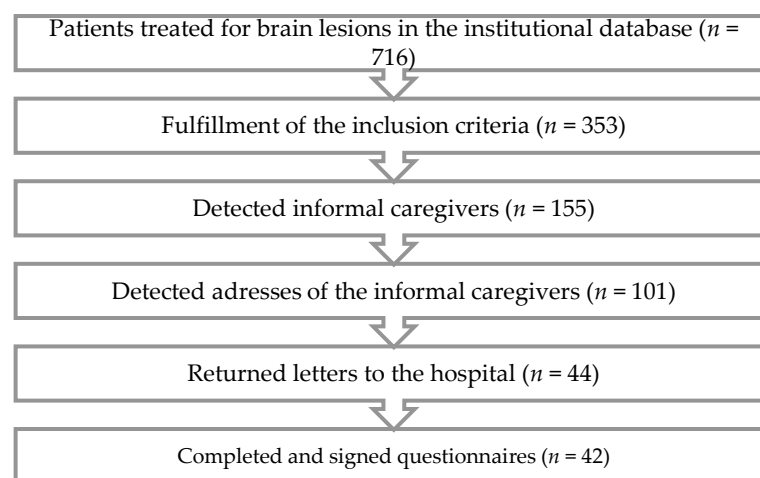 Patients treated for brain lesions in the institutional database (n =
716)
Fulfillment of the inclusion criteria (n = 353)
Detected informal caregivers (n = 155)
Detected adresses of the informal caregivers (n = 101)
Returned letters to the hospital (n = 44)
Completed and signed questionnaires (n = 42)